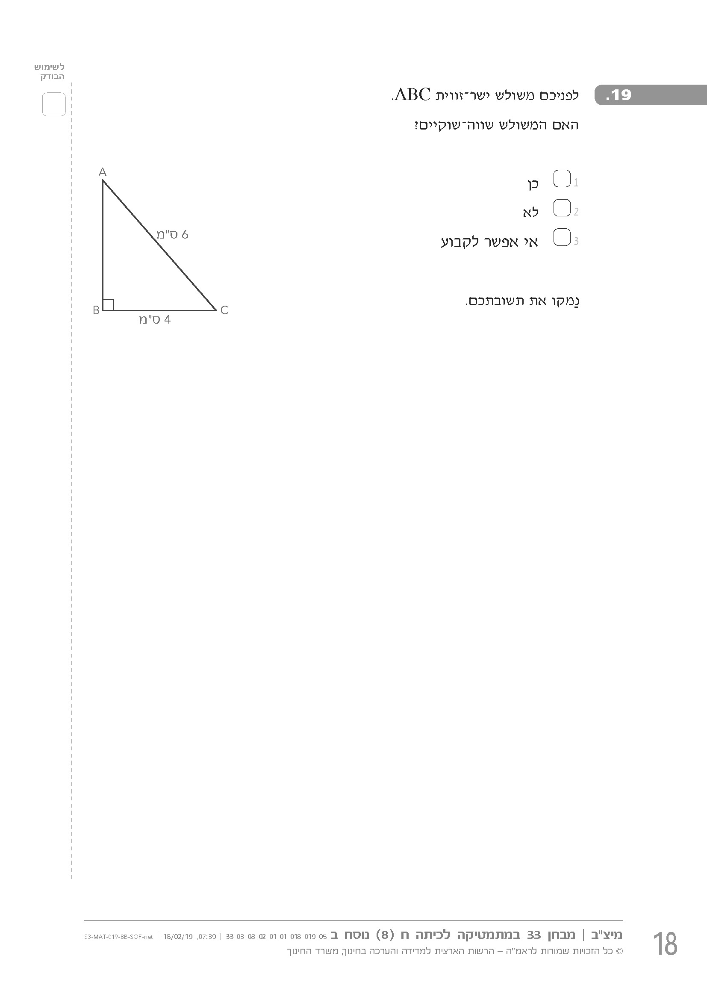 לשימוש
הבודק
19.
לפניכם משולש ישר־זווית ABC.
האם המשולש שווה־שוקיים?
1 כן
2 לא
3 אי אפשר לקבוע
נַמקו את תשובתכם.
A
6 ס"מ
B
C
4 ס"מ
מיצ"ב | מבחן 33 במתמטיקה לכיתה ח (8) נוסח ב 33-03-08-02-01-01-018-019-05 | 18/02/19 ,07:39 | 33-MAT-019-8B-SOF-net
© כל הזכויות שמורות לראמ"ה – הרשות הארצית למדידה והערכה בחינוך, משרד החינוך
18